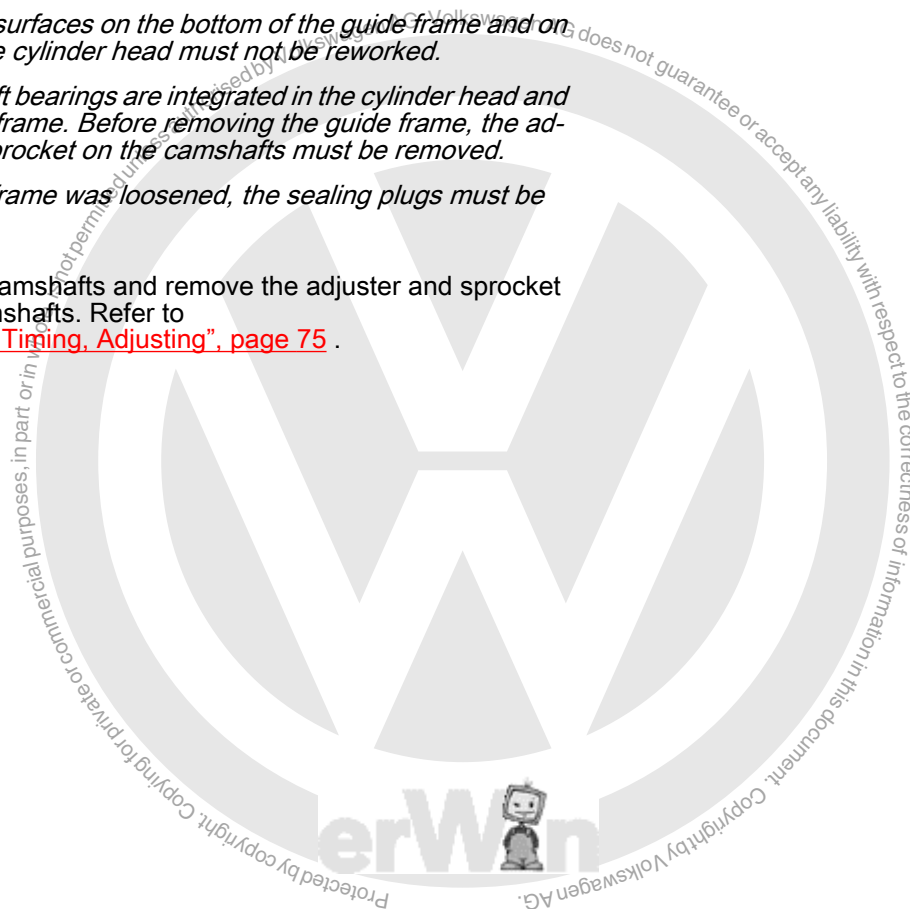 surfaces on the bottom of the guide frame and on
e cylinder head must not be reworked.
ft bearings are integrated in the cylinder head and
frame. Before removing the guide frame, the ad-
procket on the camshafts must be removed.
rame was loosened, the sealing plugs must be
amshafts and remove the adjuster and sprocket
nshafts. Refer to
Timing, Adjusting”, page 75 .
Protected by copyright. Copying for private or commercial purposes, in part or in whole, is not permitted unless authorised by Volkswagen AG. Volkswagen AG does not guarantee or accept any liability with respect to the correctness of information in this document. Copyright by Volkswagen AG.
erWin